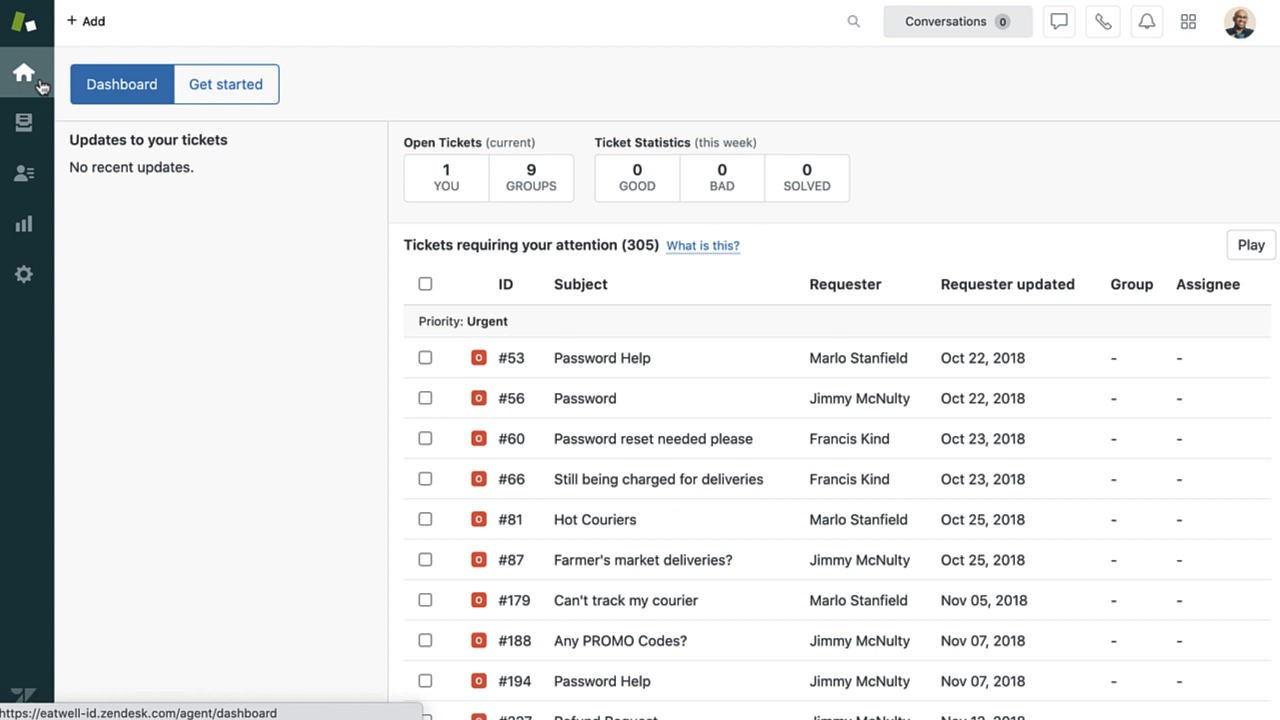 + Add
Conversations 0
Dashboard
Get started
Updates to your tickets
No recent updates.
Open Tickets (current)
1 YOU
9 GROUPS
Ticket Statistics (this week)
0 GOOD
0 BAD
0 SOLVED
Tickets requiring your attention (305) What is this?
Play
ID Subject Requester Requester updated Group Assignee
Priority: Urgent
O #53 Password Help Marlo Stanfield Oct 22, 2018 - -
O #56 Password Jimmy McNulty Oct 22, 2018 - -
O #60 Password reset needed please Francis Kind Oct 23, 2018 - -
O #66 Still being charged for deliveries Francis Kind Oct 23, 2018 - -
O #81 Hot Couriers Marlo Stanfield Oct 25, 2018 - -
O #87 Farmer's market deliveries? Jimmy McNulty Oct 25, 2018 - -
O #179 Can't track my courier Marlo Stanfield Nov 05, 2018 - -
O #188 Any PROMO Codes? Jimmy McNulty Nov 07, 2018 - -
O #194 Password Help Jimmy McNulty Nov 07, 2018 - -
https://eatwell-id.zendesk.com/agent/dashboard